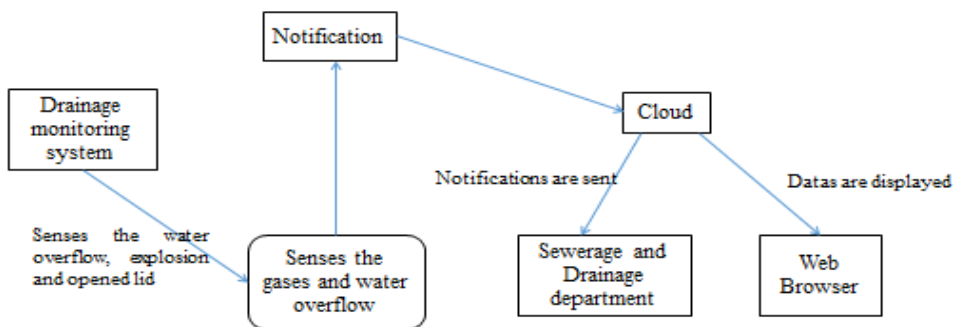 Notification
Drainage
monitoring
system
Cloud
Notifications are sent
Datas are displayed
Senses the water
overflow, explosion
and opened lid
Senses the
gases and water
overflow
Sewerage and
Drainage
department
Web
Browser